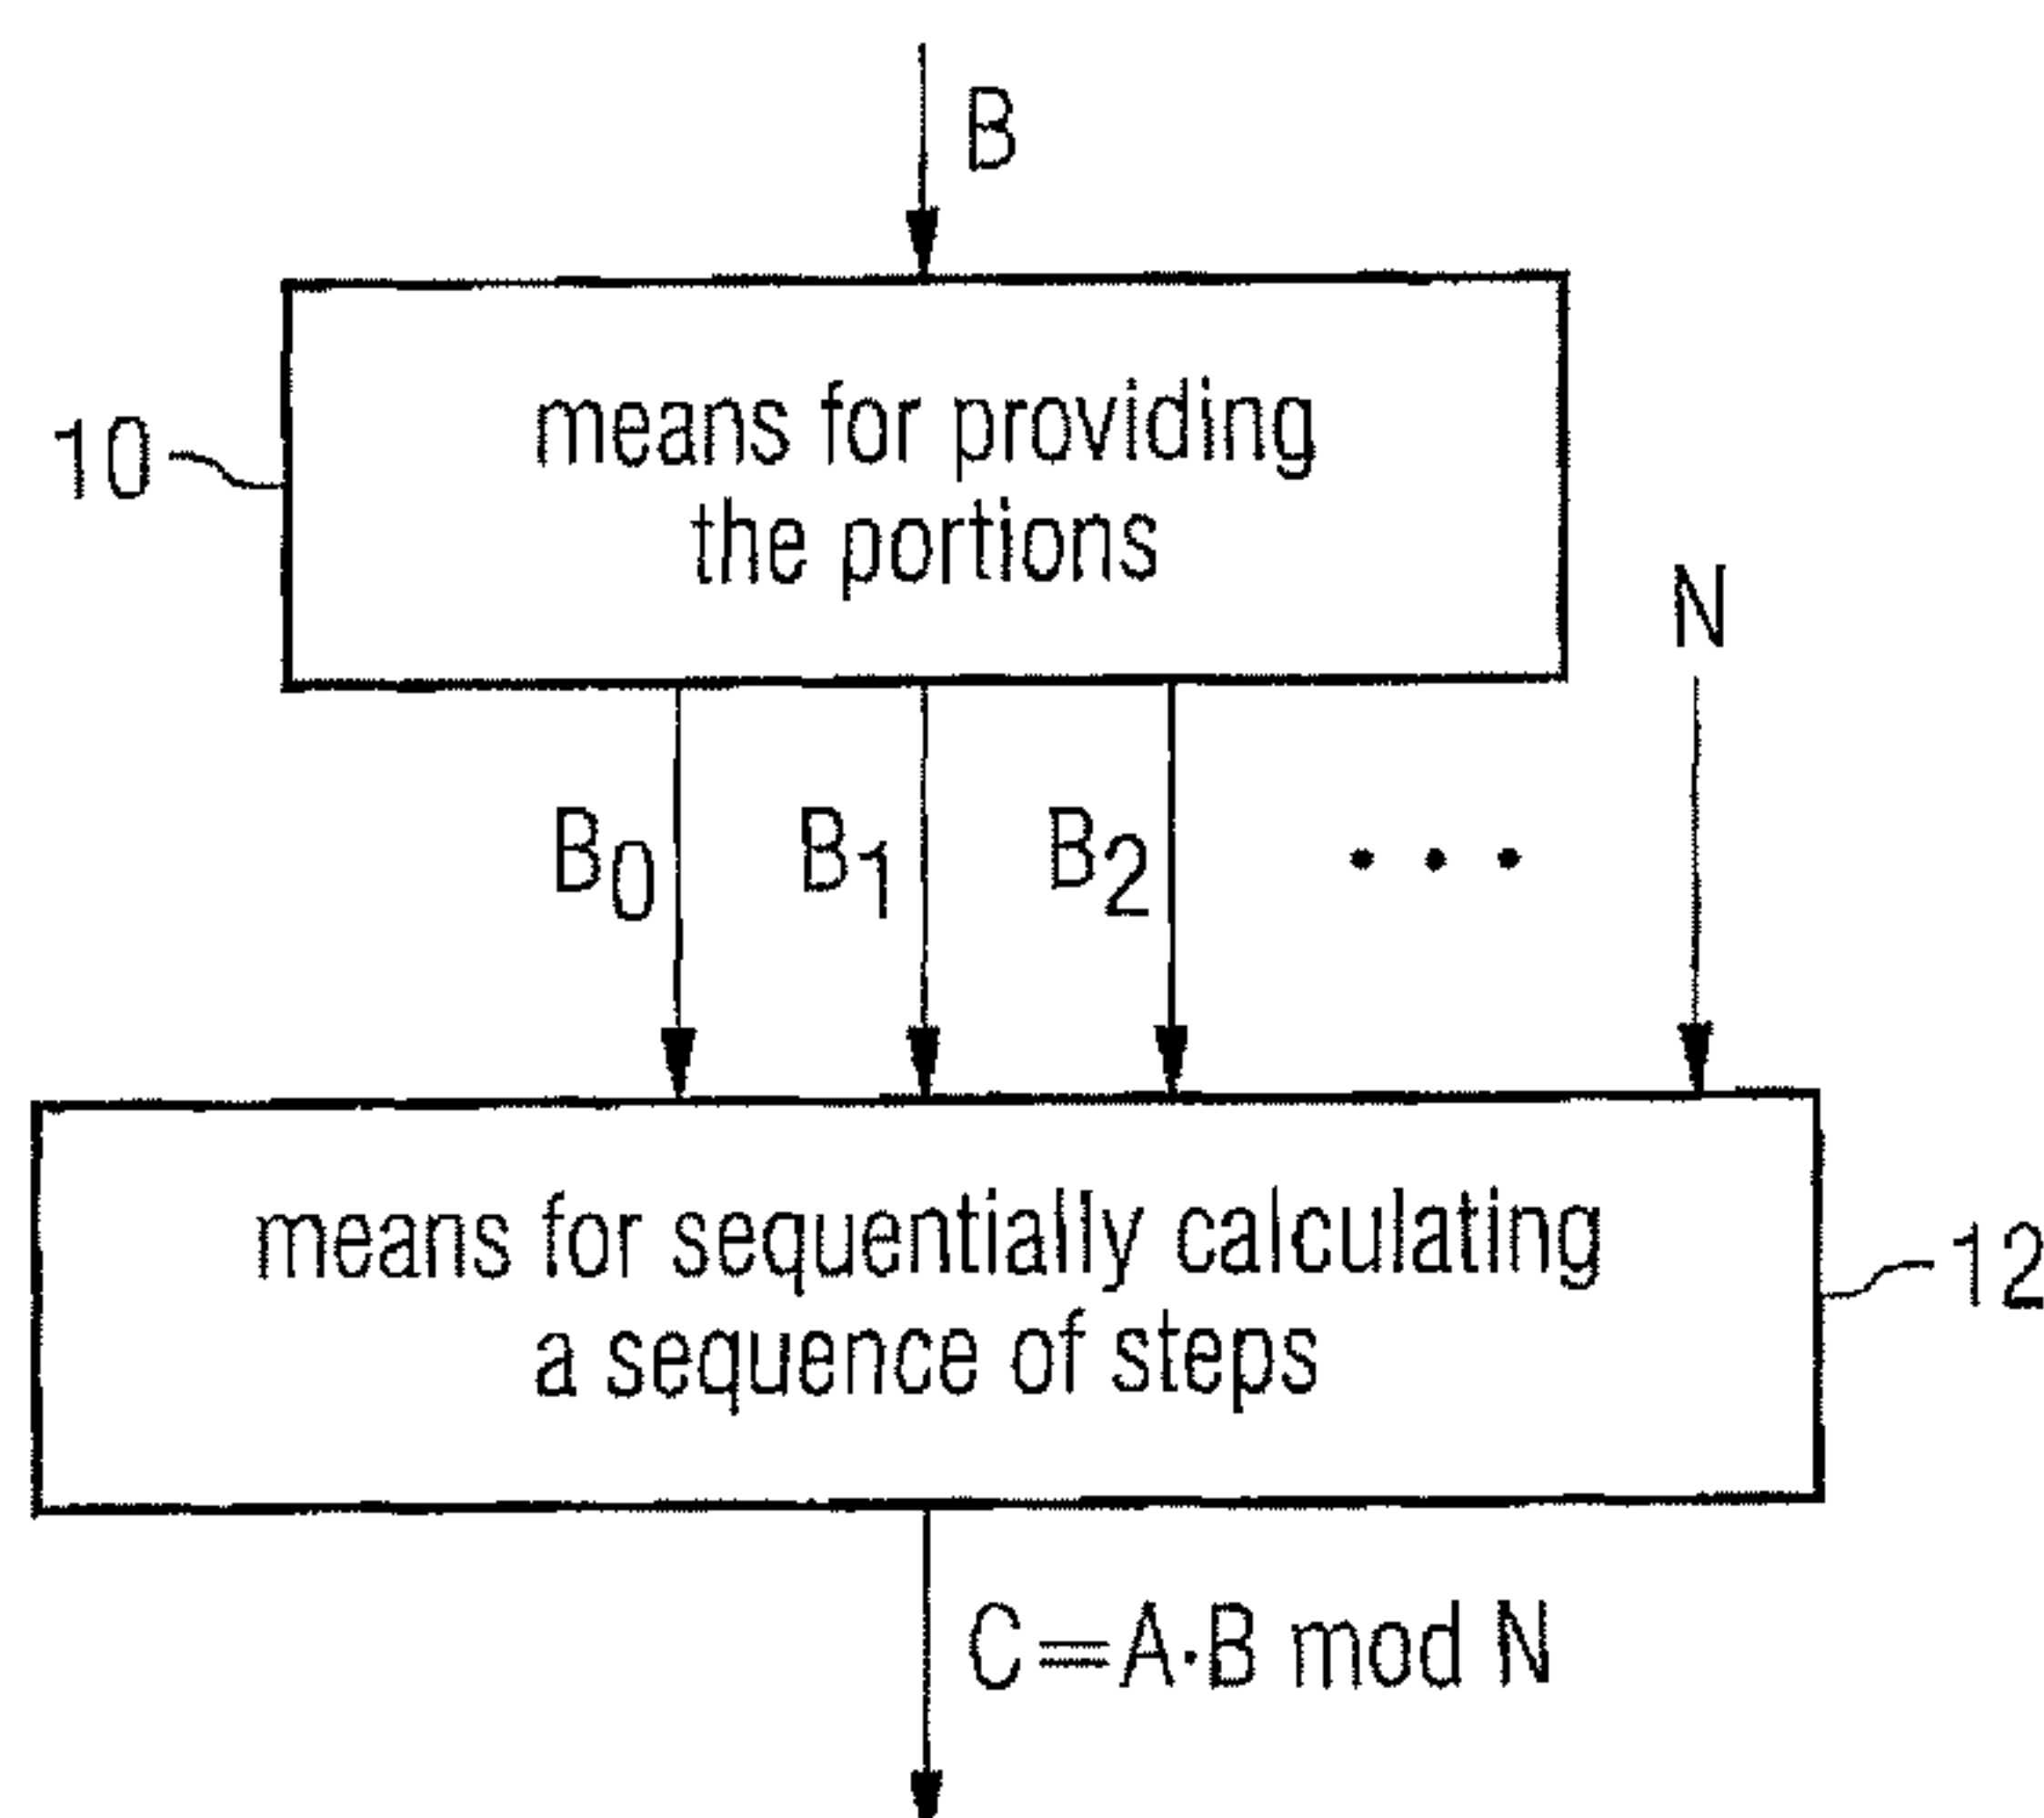 B
means for providing
the portions
10
N
B0 B1 B2 • • •
means for sequentially calculating
a sequence of steps
12
C=A·B mod N